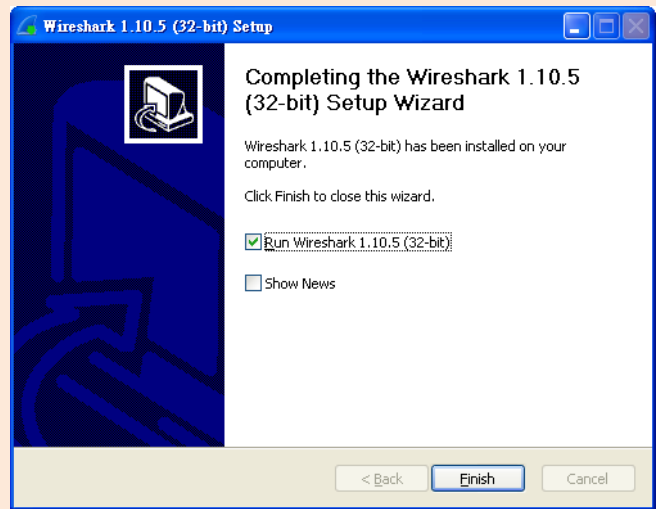 Wireshark 1.10.5 (32-bit) Setup
Completing the Wireshark 1.10.5
(32-bit) Setup Wizard
Wireshark 1.10.5 (32-bit) has been installed on your
computer.
Click Finish to close this wizard.
Run Wireshark 1.10.5 (32-bit)
Show News
< Back Finish Cancel